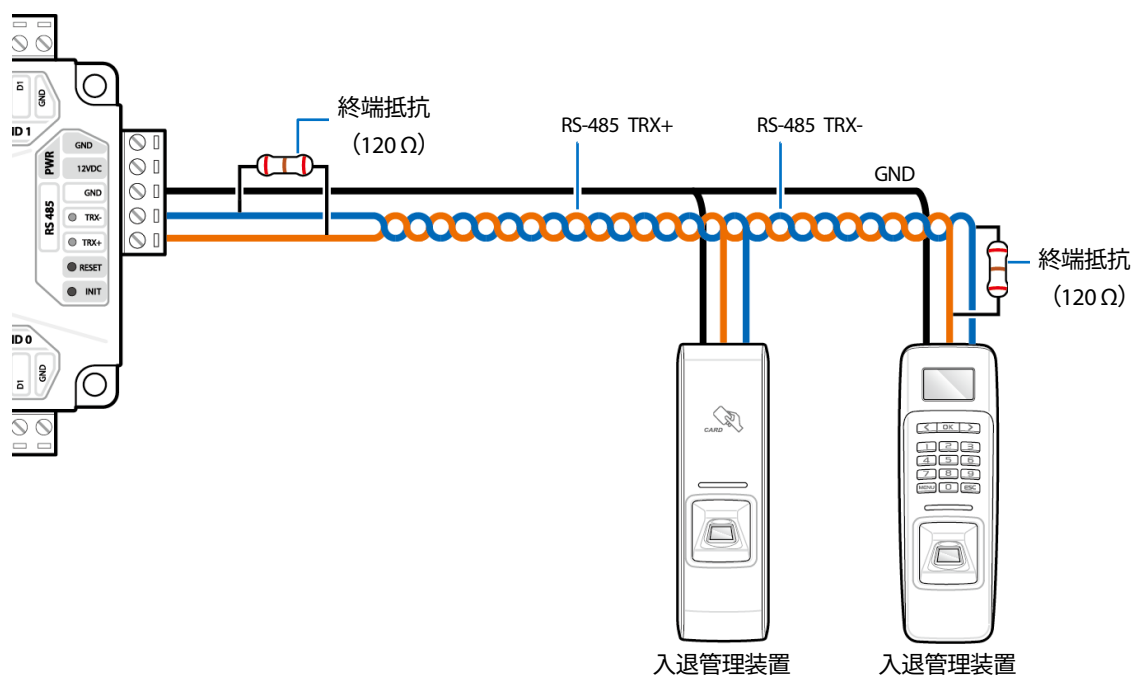 D1
GND
ND 1
PWR
GND
12VDC
RS 485
GND
TRX-
TRX+
RESET
INIT
ND 0
D1
GND
終端抵抗
（120 Ω）
RS-485 TRX+
RS-485 TRX-
GND
終端抵抗
（120 Ω）
CARD
< OK >
1 2 3
4 5 6
7 8 9
MENU 0 ESC
入退管理装置
入退管理装置